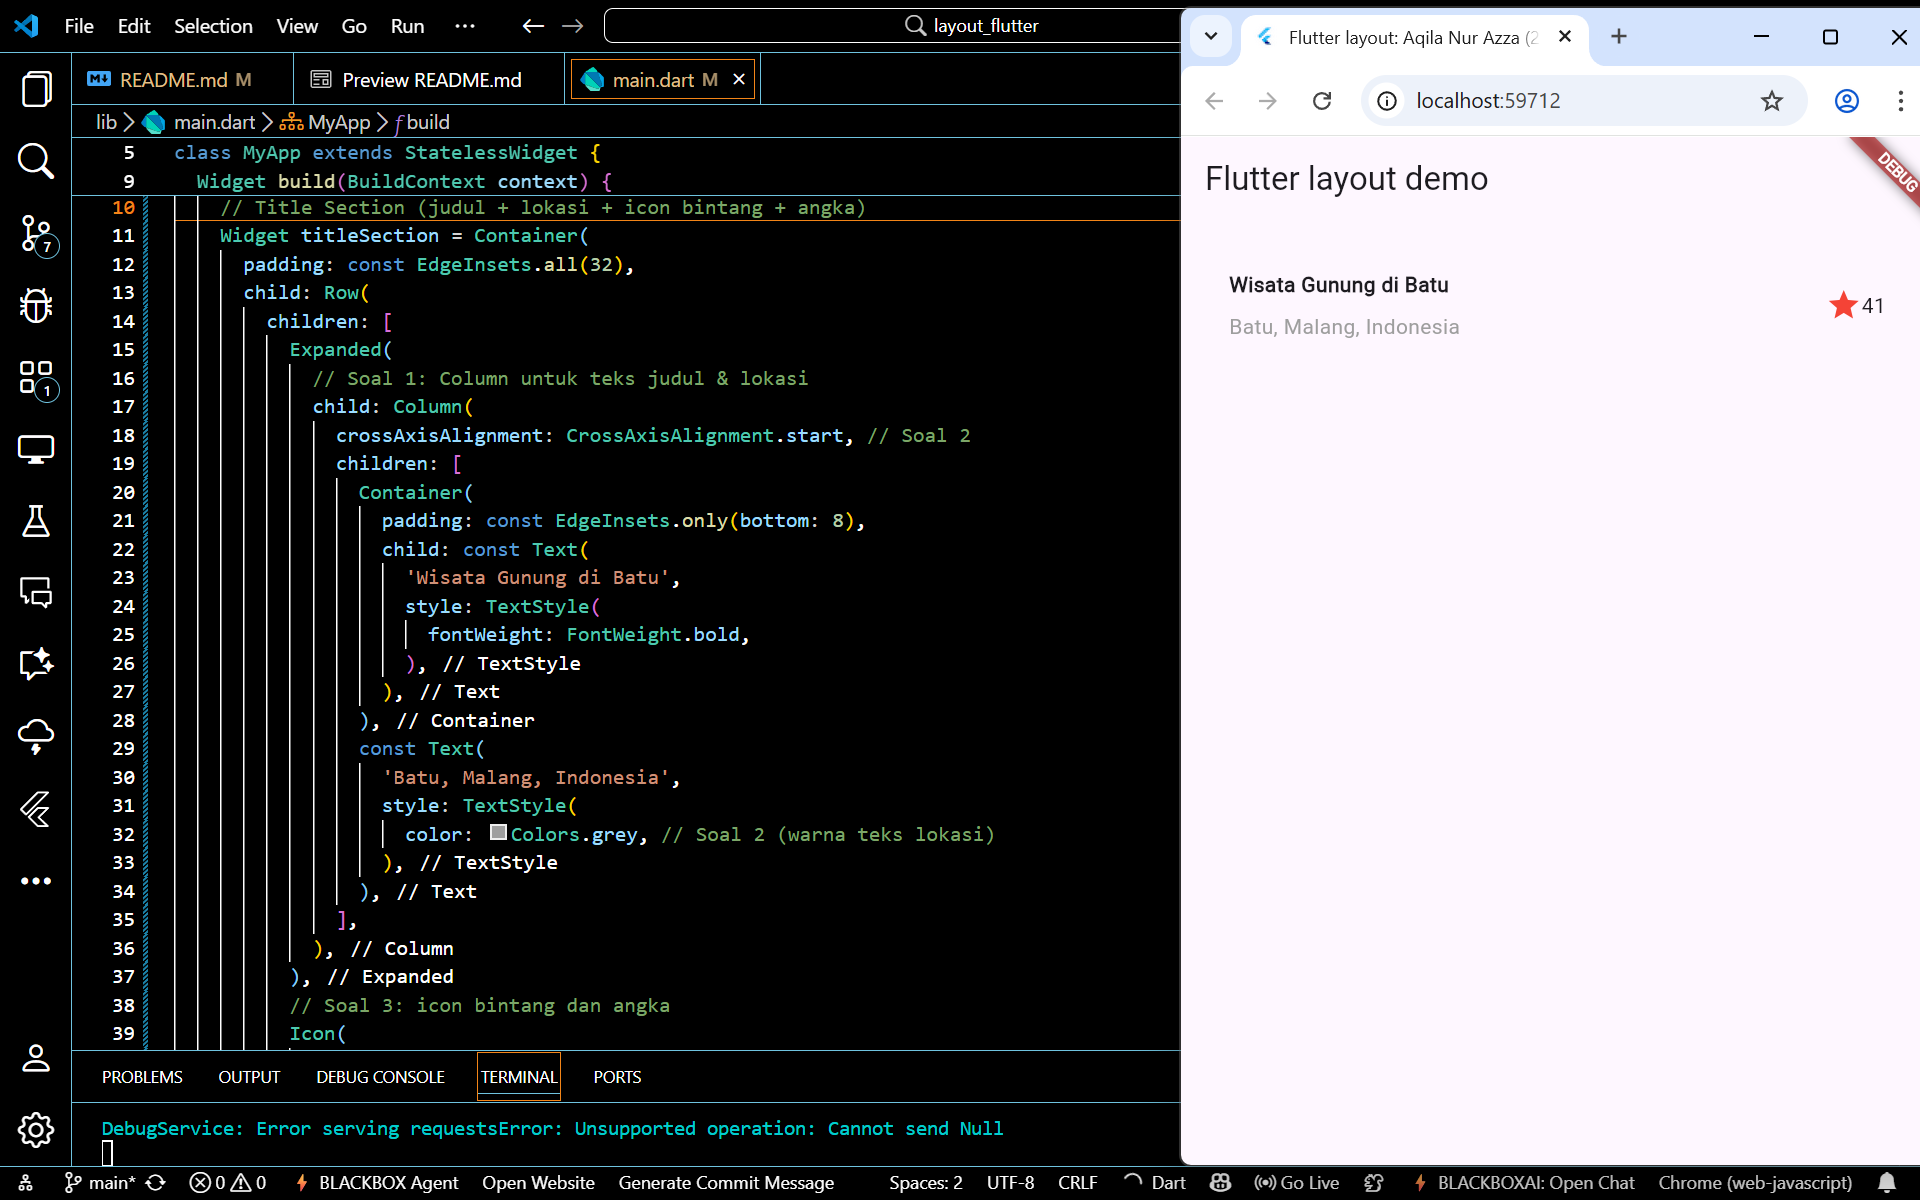 File Edit Selection View Go Run ··· layout_flutter
README.md M Preview README.md main.dart M
lib > main.dart > MyApp > build
5 class MyApp extends StatelessWidget {
9 Widget build(BuildContext context) {
10 // Title Section (judul + lokasi + icon bintang + angka)
11 Widget titleSection = Container(
12 padding: const EdgeInsets.all(32),
13 child: Row(
14 children: [
15 Expanded(
16 // Soal 1: Column untuk teks judul & lokasi
17 child: Column(
18 crossAxisAlignment: CrossAxisAlignment.start, // Soal 2
19 children: [
20 Container(
21 padding: const EdgeInsets.only(bottom: 8),
22 child: const Text(
23 'Wisata Gunung di Batu',
24 style: TextStyle(
25 fontWeight: FontWeight.bold,
26 ), // TextStyle
27 ), // Text
28 ), // Container
29 const Text(
30 'Batu, Malang, Indonesia',
31 style: TextStyle(
32 color: Colors.grey, // Soal 2 (warna teks lokasi)
33 ), // TextStyle
34 ), // Text
35 ],
36 ), // Column
37 ), // Expanded
38 // Soal 3: icon bintang dan angka
39 Icon(
7
1
PROBLEMS OUTPUT DEBUG CONSOLE TERMINAL PORTS
DebugService: Error serving requestsError: Unsupported operation: Cannot send Null
main* 0 0 BLACKBOX Agent Open Website Generate Commit Message Spaces: 2 UTF-8 CRLF Dart Go Live BLACKBOXAI: Open Chat Chrome (web-javascript)
Flutter layout: Aqila Nur Azza (2
localhost:59712
DEBUG
Flutter layout demo
Wisata Gunung di Batu
Batu, Malang, Indonesia
41